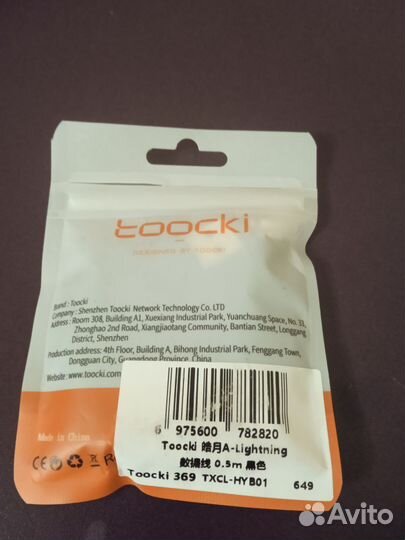 toocki
DESIGNED BY TOOCKI
Brand : Toocki
Company : Shenzhen Toocki Network Technology Co. LTD
Address : Room 308, Building A1, Xuexiang Industrial Park, Yuanchuang Space, No. 33,
Zhonghao 2nd Road, Xiangjiaotang Community, Bantian Street, Longgang
District, Shenzhen
Production address: 4th Floor, Building A, Bihong Industrial Park, Fenggang Town,
Dongguan City, Guangdong Province, China
Website: www.toocki.com
6 975600 782820
Toocki 皓月A-Lightning
数据线 0.5m 黑色
Toocki 369 TXCL-HYB01 649
Made in China
CE
Avito